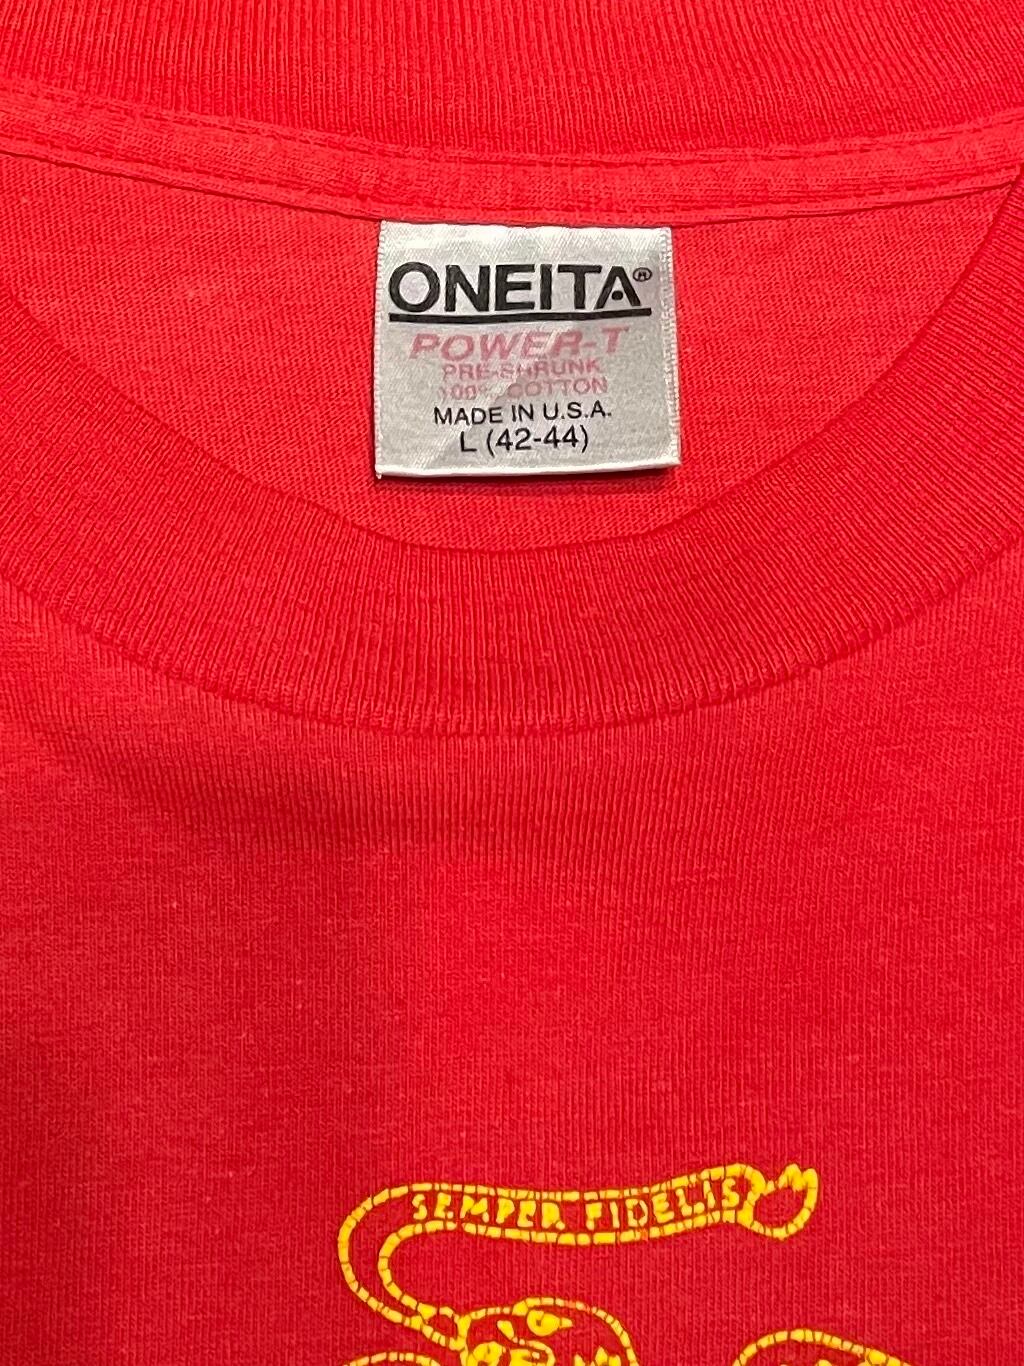 ONEITA®
POWER-T
PRE-SHRUNK
100% COTTON
MADE IN U.S.A.
L (42-44)
SEMPER FIDELIS